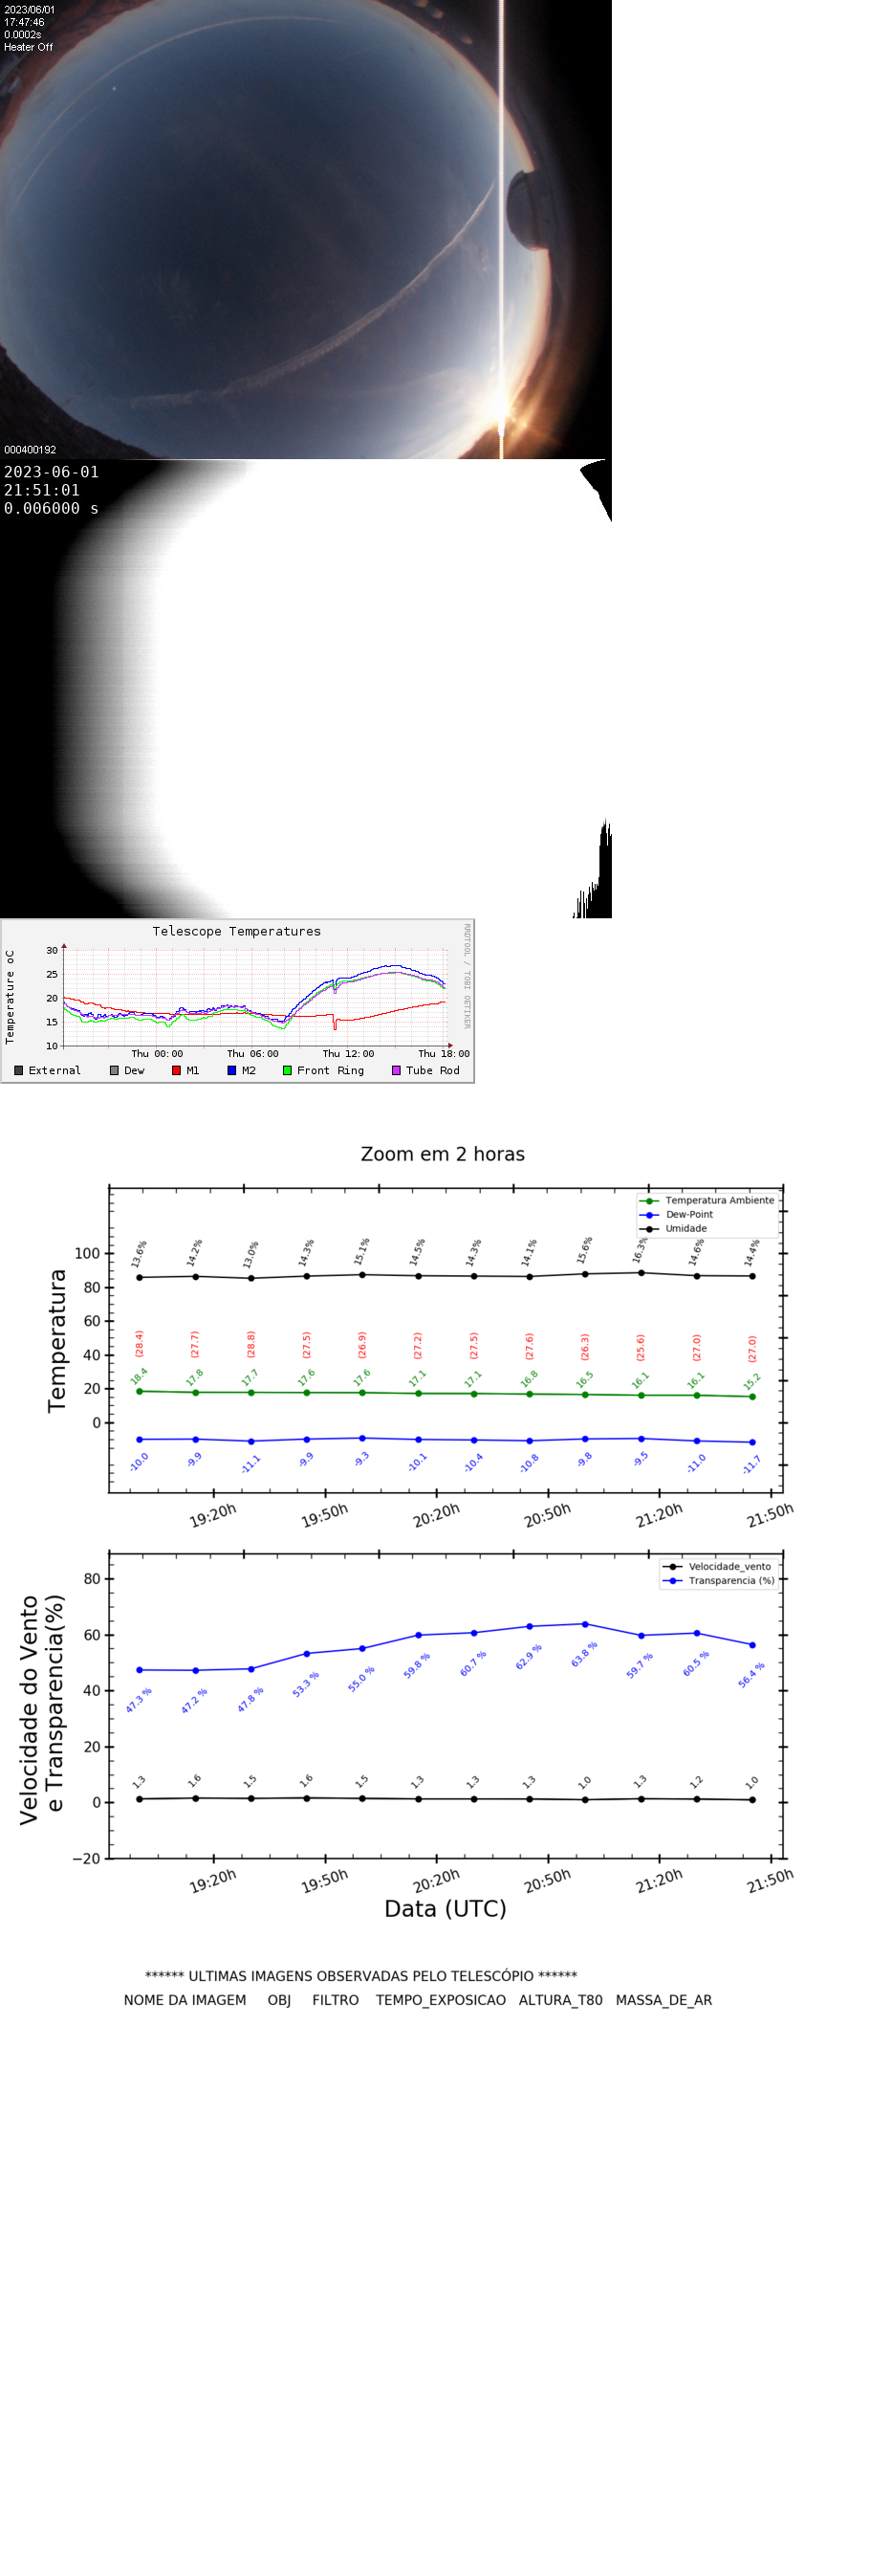 2023/06/01
17:47:46
0.0002s
Heater Off
000400192
2023-06-01
21:51:01
0.006000 s
Telescope Temperatures
RRDTOOL / TOBI OETIKER
Temperature oC
30
25
20
15
10
Thu 00:00 Thu 06:00 Thu 12:00 Thu 18:00
External Dew M1 M2 Front Ring Tube Rod
Zoom em 2 horas
Temperatura Ambiente
Dew-Point
Umidade
Temperatura
100
80
60
40
20
0
13.6% 14.2% 13.0% 14.3% 15.1% 14.5% 14.3% 14.1% 15.6% 16.3% 14.6% 14.4%
(28.4) (27.7) (28.8) (27.5) (26.9) (27.2) (27.5) (27.6) (26.3) (25.6) (27.0) (27.0)
18.4 17.8 17.7 17.6 17.6 17.1 17.1 16.8 16.5 16.1 16.1 15.2
-10.0 -9.9 -11.1 -9.9 -9.3 -10.1 -10.4 -10.8 -9.8 -9.5 -11.0 -11.7
19:20h 19:50h 20:20h 20:50h 21:20h 21:50h
Velocidade_vento
Transparencia (%)
Velocidade do Vento
e Transparencia(%)
80
60
40
20
0
−20
47.3 % 47.2 % 47.8 % 53.3 % 55.0 % 59.8 % 60.7 % 62.9 % 63.8 % 59.7 % 60.5 % 56.4 %
1.3 1.6 1.5 1.6 1.5 1.3 1.3 1.3 1.0 1.3 1.2 1.0
19:20h 19:50h 20:20h 20:50h 21:20h 21:50h
Data (UTC)
****** ULTIMAS IMAGENS OBSERVADAS PELO TELESCÓPIO ******
NOME DA IMAGEM OBJ FILTRO TEMPO_EXPOSICAO ALTURA_T80 MASSA_DE_AR